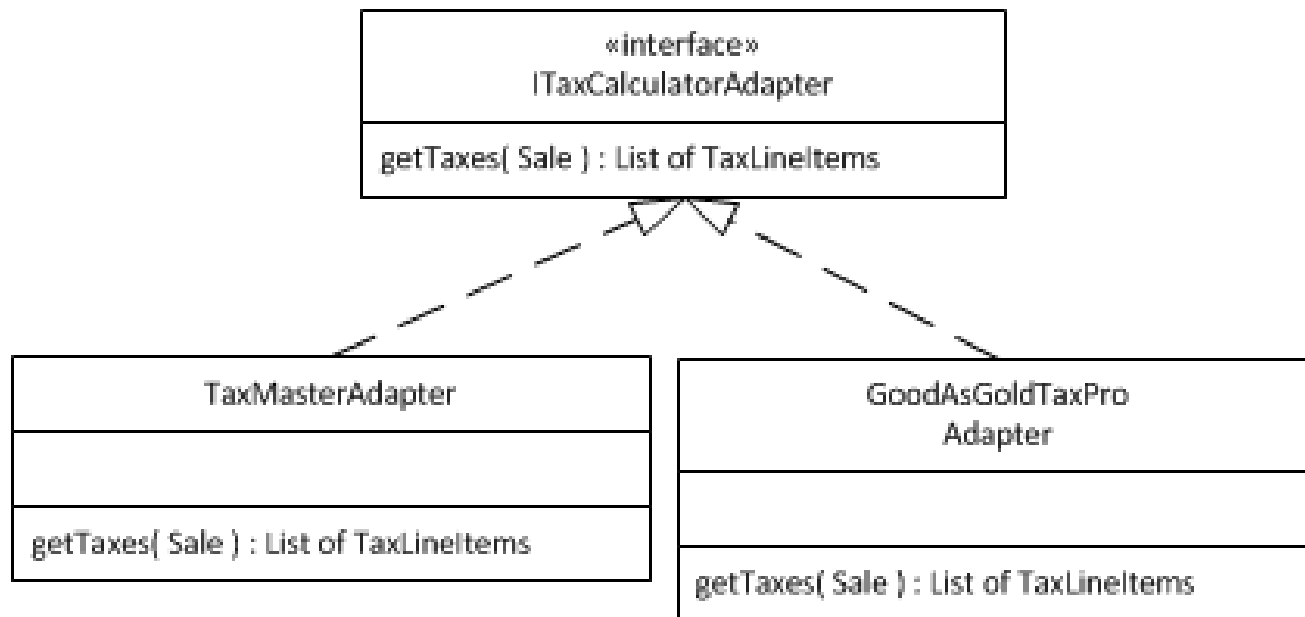 «interface»
ITaxCalculatorAdapter
getTaxes( Sale ) : List of TaxLineItems
TaxMasterAdapter
getTaxes( Sale ) : List of TaxLineItems
GoodAsGoldTaxPro
Adapter
getTaxes( Sale ) : List of TaxLineItems